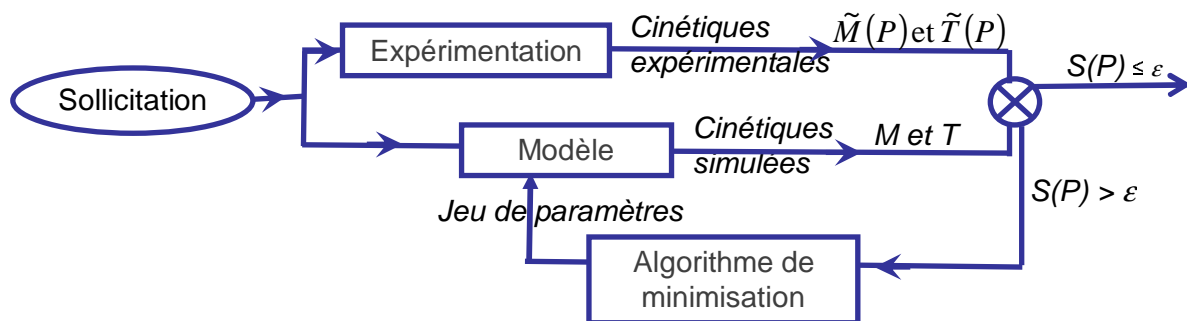 Sollicitation
Expérimentation
Cinétiques
expérimentales
M̃(P) et T̃(P)
S(P) ≤ ε
Modèle
Cinétiques
simulées
M et T
S(P) > ε
Jeu de paramètres
Algorithme de
minimisation